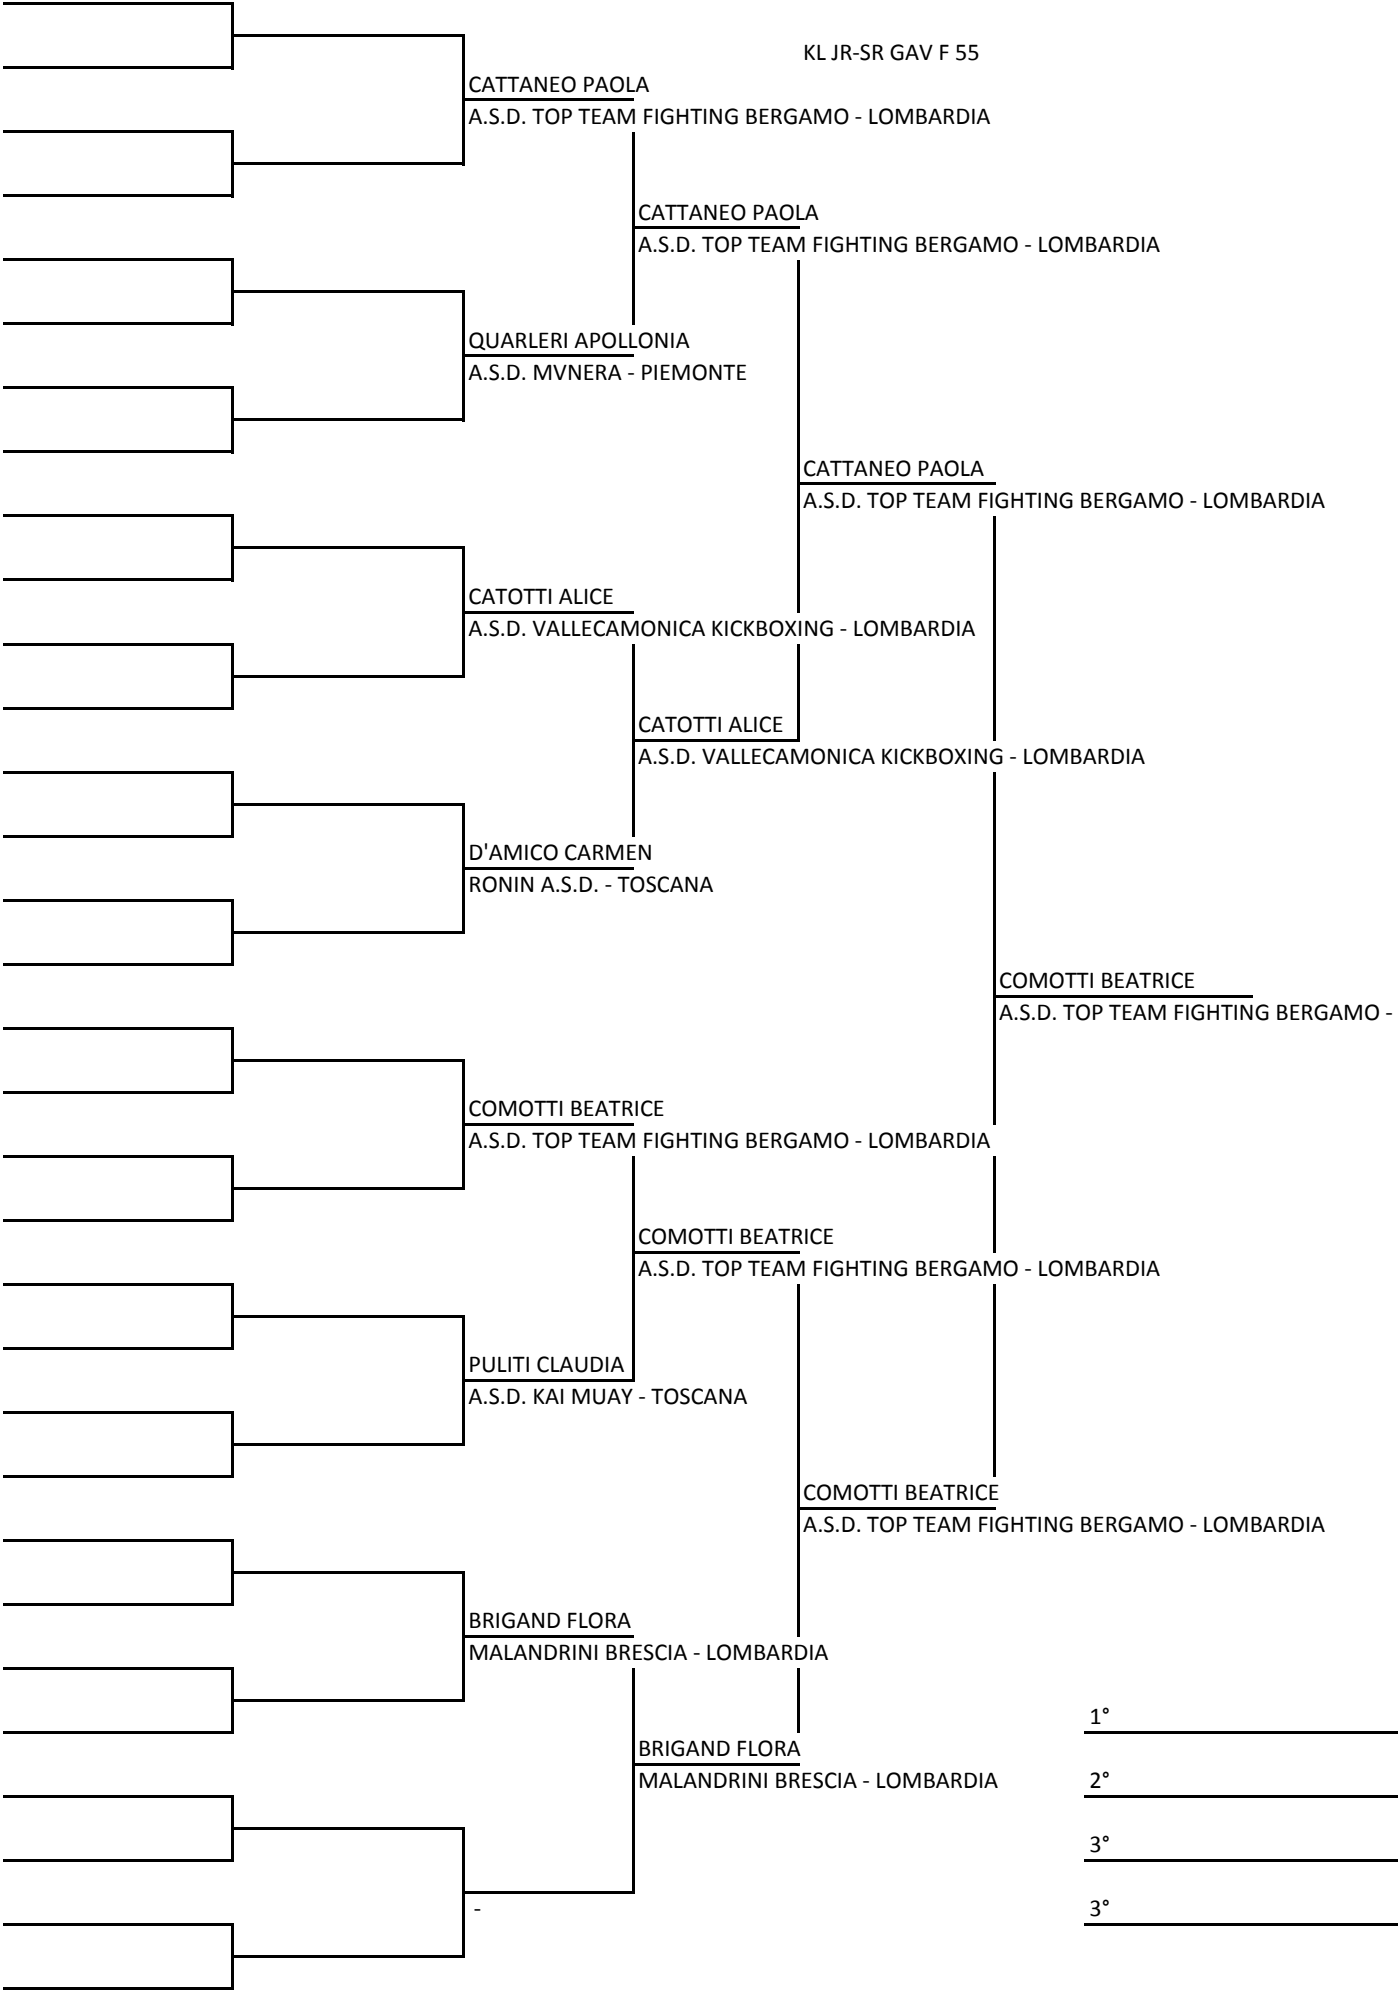 KL JR-SR GAV F 55
CATTANEO PAOLA
A.S.D. TOP TEAM FIGHTING BERGAMO - LOMBARDIA
CATTANEO PAOLA
A.S.D. TOP TEAM FIGHTING BERGAMO - LOMBARDIA
QUARLERI APOLLONIA
A.S.D. MVNERA - PIEMONTE
CATTANEO PAOLA
A.S.D. TOP TEAM FIGHTING BERGAMO - LOMBARDIA
CATOTTI ALICE
A.S.D. VALLECAMONICA KICKBOXING - LOMBARDIA
CATOTTI ALICE
A.S.D. VALLECAMONICA KICKBOXING - LOMBARDIA
D'AMICO CARMEN
RONIN A.S.D. - TOSCANA
COMOTTI BEATRICE
A.S.D. TOP TEAM FIGHTING BERGAMO -
COMOTTI BEATRICE
A.S.D. TOP TEAM FIGHTING BERGAMO - LOMBARDIA
COMOTTI BEATRICE
A.S.D. TOP TEAM FIGHTING BERGAMO - LOMBARDIA
PULITI CLAUDIA
A.S.D. KAI MUAY - TOSCANA
COMOTTI BEATRICE
A.S.D. TOP TEAM FIGHTING BERGAMO - LOMBARDIA
BRIGAND FLORA
MALANDRINI BRESCIA - LOMBARDIA
1°
BRIGAND FLORA
MALANDRINI BRESCIA - LOMBARDIA
2°
3°
-
3°